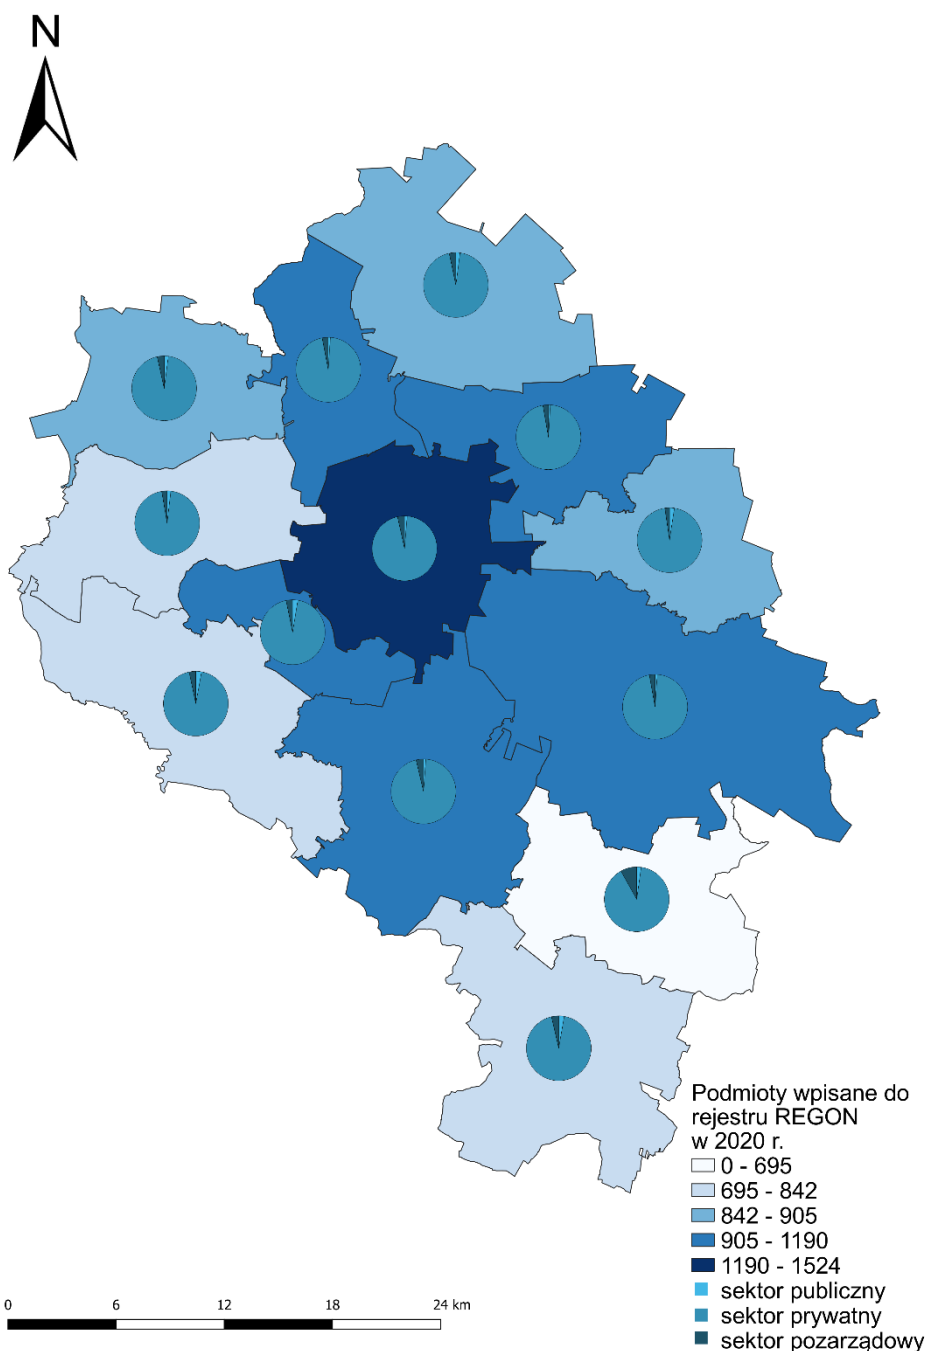 N
Podmioty wpisane do
rejestru REGON
w 2020 r.
0 - 695
695 - 842
842 - 905
905 - 1190
1190 - 1524
sektor publiczny
sektor prywatny
sektor pozarządowy
0 6 12 18 24 km